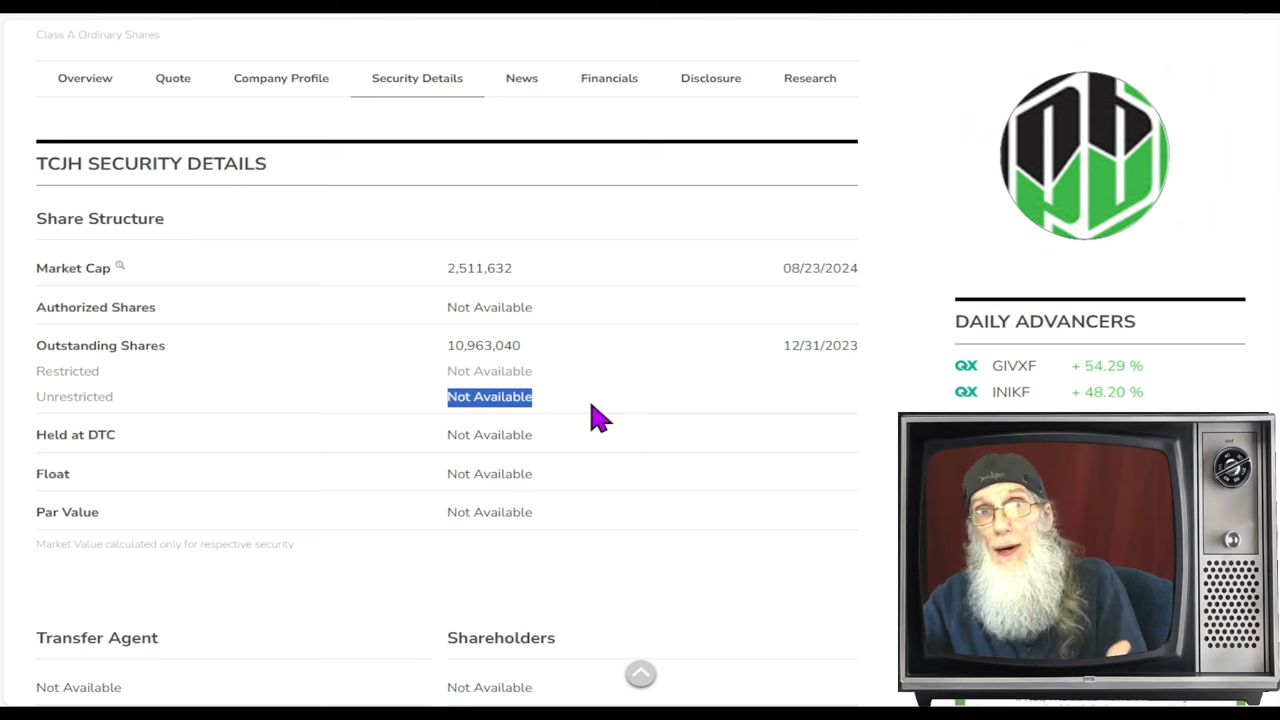 Class A Ordinary Shares
Overview Quote Company Profile Security Details News Financials Disclosure Research
TCJH SECURITY DETAILS
Share Structure
Market Cap 2,511,632 08/23/2024
Authorized Shares Not Available
Outstanding Shares 10,963,040 12/31/2023
Restricted Not Available
Unrestricted Not Available
Held at DTC Not Available
Float Not Available
Par Value Not Available
Market Value calculated only for respective security
Transfer Agent Shareholders
Not Available Not Available
DAILY ADVANCERS
QX GIVXF + 54.29 %
QX INIKF + 48.20 %